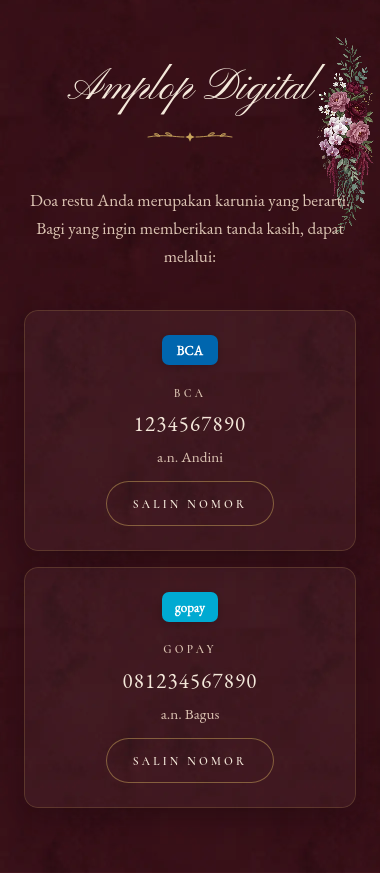 Amplop Digital
Doa restu Anda merupakan karunia yang berarti.
Bagi yang ingin memberikan tanda kasih, dapat
melalui:
BCA
BCA
1234567890
a.n. Andini
SALIN NOMOR
gopay
GOPAY
081234567890
a.n. Bagus
SALIN NOMOR